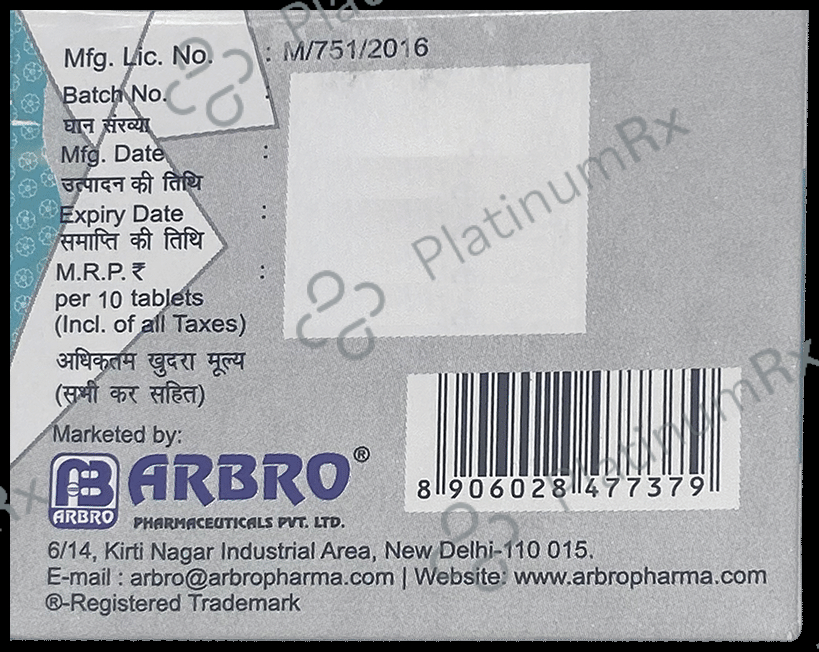 Mfg. Lic. No. : M/751/2016
Batch No. :
घान संख्या
Mfg. Date :
उत्पादन की तिथि
Expiry Date :
समाप्ति की तिथि
M.R.P. ₹ :
per 10 tablets
(Incl. of all Taxes)
अधिकतम खुदरा मूल्य
(सभी कर सहित)
Marketed by:
ARBRO
ARBRO®
PHARMACEUTICALS PVT. LTD.
6/14, Kirti Nagar Industrial Area, New Delhi-110 015.
E-mail : arbro@arbropharma.com | Website: www.arbropharma.com
®-Registered Trademark
8 906028 477379
PlatinumRx
PlatinumRx